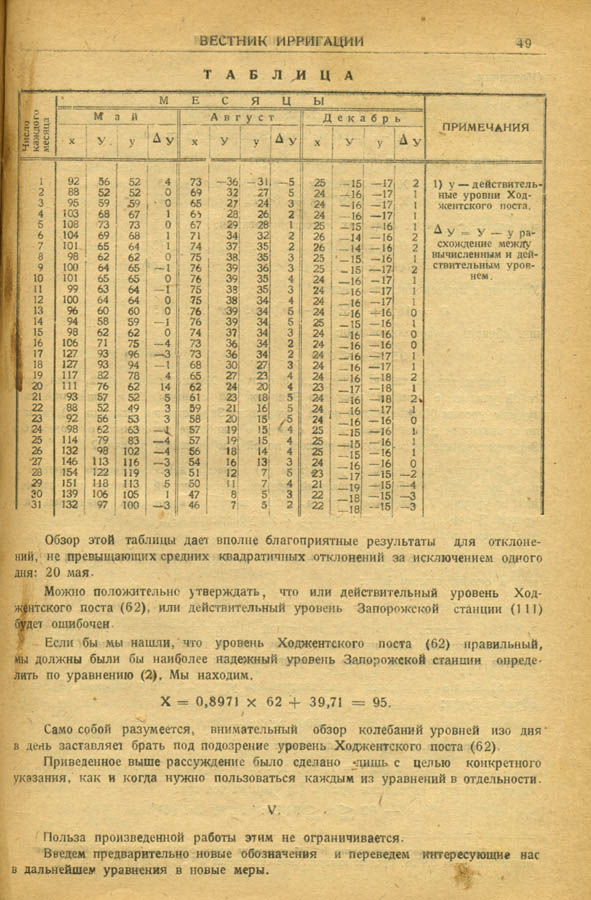 ВЕСТНИК ИРРИГАЦИИ 49
ТАБЛИЦА
Число каждого месяца
МЕСЯЦЫ
ПРИМЕЧАНИЯ
Май Август Декабрь
x У y Δу x У y Δу x У y Δу
1 92 56 52 4 73 —36 —31 —5 25 —15 —17 2
2 88 52 52 0 69 32 27 5 24 —16 —17 1
3 95 59 59 0 65 27 24 3 24 —16 —17 1
4 103 68 67 1 65 28 26 2 24 —16 —17 1
5 108 73 73 0 67 29 28 1 25 —15 —16 1
6 104 69 68 1 71 34 32 2 26 —14 —16 2
7 101 65 64 1 74 37 35 2 26 —14 —16 2
8 98 62 62 0 75 38 35 3 25 —15 —16 1
9 100 64 65 —1 76 39 36 3 25 —15 —17 2
10 101 65 65 0 76 39 35 4 24 —16 —17 1
11 99 63 64 —1 75 38 35 3 24 —16 —17 1
12 100 64 64 0 75 38 34 4 24 —16 —17 1
13 96 60 60 0 76 39 34 5 24 —16 —16 0
14 94 58 59 —1 76 39 34 5 25 —15 —16 1
15 98 62 62 0 74 37 34 3 24 —16 —16 0
16 106 71 75 —4 73 36 34 2 24 —16 —16 0
17 127 93 96 —3 73 36 34 2 24 —16 —17 1
18 127 93 94 —1 68 30 27 3 24 —16 —17 1
19 117 82 78 4 65 27 23 4 24 —16 —18 2
20 111 76 62 14 62 24 20 4 23 —17 —18 1
21 93 57 52 5 61 23 18 5 24 —16 —18 2
22 88 52 49 3 59 21 16 5 24 —16 —17 1
23 92 56 53 3 58 20 15 5 24 —16 —16 0
24 98 62 63 —1 57 19 15 4 25 —15 —16 1
25 114 79 83 —4 57 19 15 4 25 —15 —16 1
26 132 98 102 —4 56 18 14 4 25 —15 —16 1
27 146 113 116 —3 54 16 13 3 24 —16 —16 0
28 154 122 119 3 51 12 7 5 23 —17 —15 —2
29 151 118 113 5 50 11 7 4 21 —19 —15 —4
30 139 106 105 1 47 8 5 3 22 —18 —15 —3
31 132 97 100 —3 46 7 5 2 22 —18 —15 —3
1) у — действитель-
ные уровни Ход-
жентского поста.
Δ у = У — у ра-
схождение между
вычисленным и дей-
ствительным уров-
нем.
Обзор этой таблицы дает вполне благоприятные результаты для отклоне-
ний, не превышающих средних квадратичных отклонений за исключением одного
дня: 20 мая.
Можно положительно утверждать, что или действительный уровень Ход-
жентского поста (62), или действительный уровень Запорожской станции (111)
будет ошибочен.
Если бы мы нашли, что уровень Ходжентского поста (62) правильный,
мы должны были бы наиболее надежный уровень Запорожской станции опреде-
лить по уравнению (2). Мы находим.
X = 0,8971 × 62 + 39,71 = 95.
Само собой разумеется, внимательный обзор колебаний уровней изо дня
в день заставляет брать под подозрение уровень Ходжентского поста (62).
Приведенное выше рассуждение было сделано лишь с целью конкретного
указания, как и когда нужно пользоваться каждым из уравнений в отдельности.
V.
Польза произведенной работы этим не ограничивается.
Введем предварительно новые обозначения и переведем интересующие нас
в дальнейшем уравнения в новые меры.